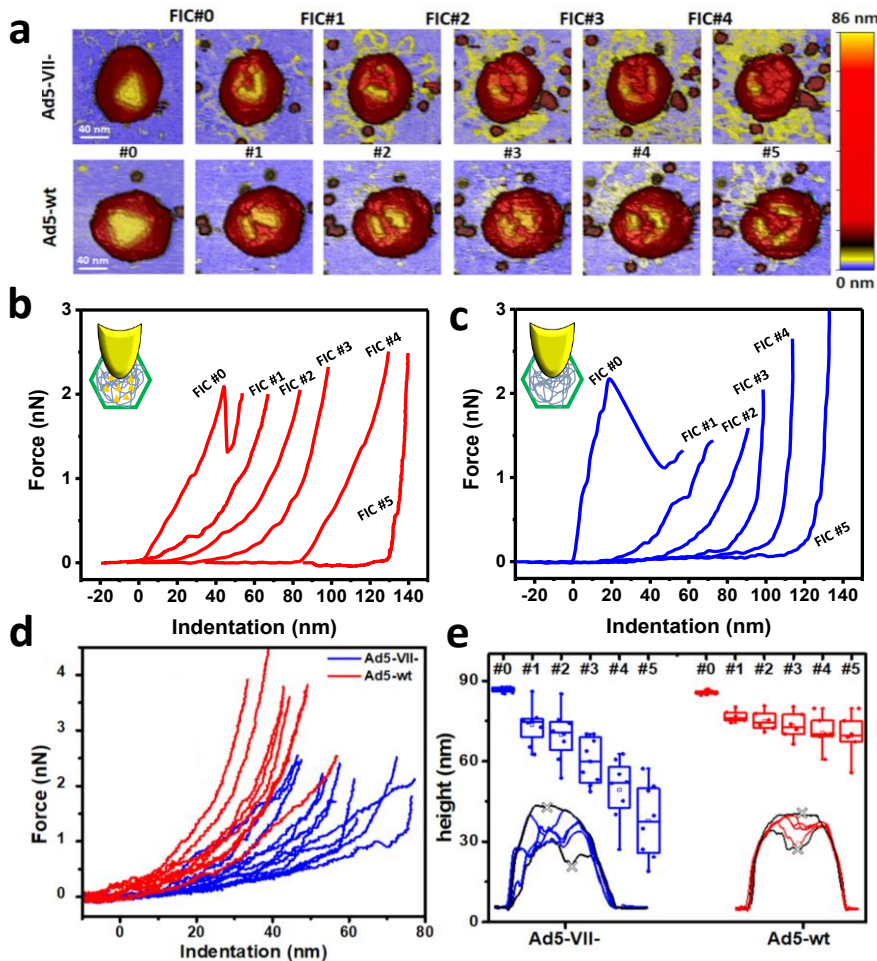 a
FIC#0 FIC#1 FIC#2 FIC#3 FIC#4
86 nm
Ad5-VII-
40 nm
#0 #1 #2 #3 #4 #5
Ad5-wt
40 nm
0 nm
b
Force (nN)
3
2
1
0
FIC #0
FIC #1
FIC #2
FIC #3
FIC #4
FIC #5
-20 0 20 40 60 80 100 120 140
Indentation (nm)
c
Force (nN)
3
2
1
0
FIC #0
FIC #1
FIC #2
FIC #3
FIC #4
FIC #5
-20 0 20 40 60 80 100 120 140
Indentation (nm)
d
Force (nN)
4
3
2
1
0
Ad5-VII-
Ad5-wt
0 20 40 60 80
Indentation (nm)
e
height (nm)
90
60
30
0
#0 #1 #2 #3 #4 #5 #0 #1 #2 #3 #4 #5
Ad5-VII- Ad5-wt